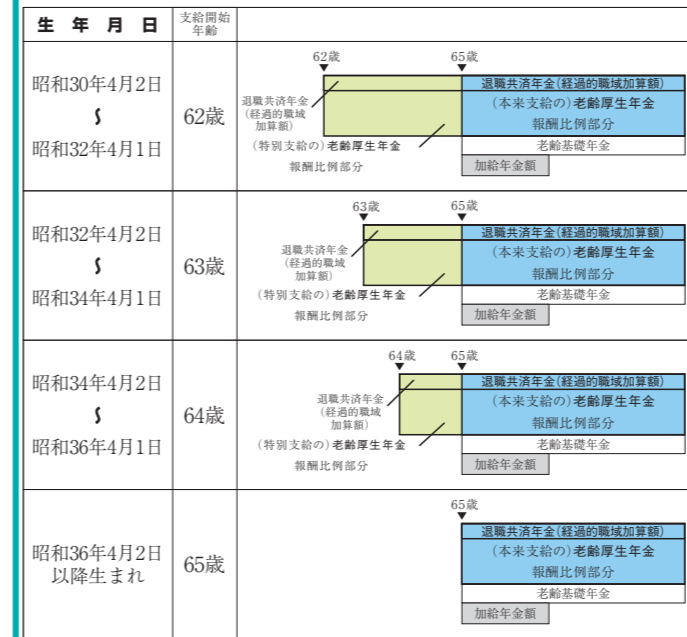 生 年 月 日
支給開始
年齢
昭和30年4月2日
〜
昭和32年4月1日
62歳
62歳
65歳
退職共済年金
(経過的職域
加算額)
(特別支給の)老齢厚生年金
報酬比例部分
退職共済年金(経過的職域加算額)
(本来支給の)老齢厚生年金
報酬比例部分
老齢基礎年金
加給年金額
昭和32年4月2日
〜
昭和34年4月1日
63歳
63歳
65歳
退職共済年金
(経過的職域
加算額)
(特別支給の)老齢厚生年金
報酬比例部分
退職共済年金(経過的職域加算額)
(本来支給の)老齢厚生年金
報酬比例部分
老齢基礎年金
加給年金額
昭和34年4月2日
〜
昭和36年4月1日
64歳
64歳
65歳
退職共済年金
(経過的職域
加算額)
(特別支給の)老齢厚生年金
報酬比例部分
退職共済年金(経過的職域加算額)
(本来支給の)老齢厚生年金
報酬比例部分
老齢基礎年金
加給年金額
昭和36年4月2日
以降生まれ
65歳
65歳
退職共済年金(経過的職域加算額)
(本来支給の)老齢厚生年金
報酬比例部分
老齢基礎年金
加給年金額